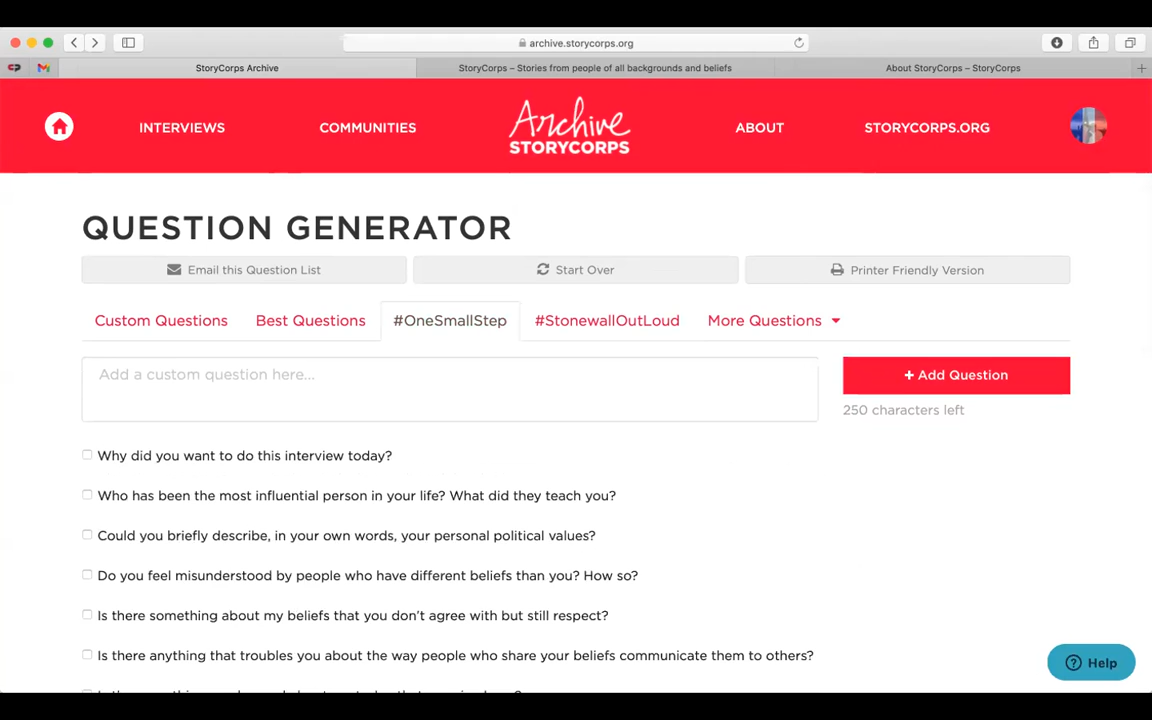 archive.storycorps.org
StoryCorps Archive
StoryCorps – Stories from people of all backgrounds and beliefs
About StoryCorps – StoryCorps
INTERVIEWS
COMMUNITIES
Archive
STORYCORPS
ABOUT
STORYCORPS.ORG
QUESTION GENERATOR
Email this Question List
Start Over
Printer Friendly Version
Custom Questions
Best Questions
#OneSmallStep
#StonewallOutLoud
More Questions
Add a custom question here...
+ Add Question
250 characters left
Why did you want to do this interview today?
Who has been the most influential person in your life? What did they teach you?
Could you briefly describe, in your own words, your personal political values?
Do you feel misunderstood by people who have different beliefs than you? How so?
Is there something about my beliefs that you don't agree with but still respect?
Is there anything that troubles you about the way people who share your beliefs communicate them to others?
Help